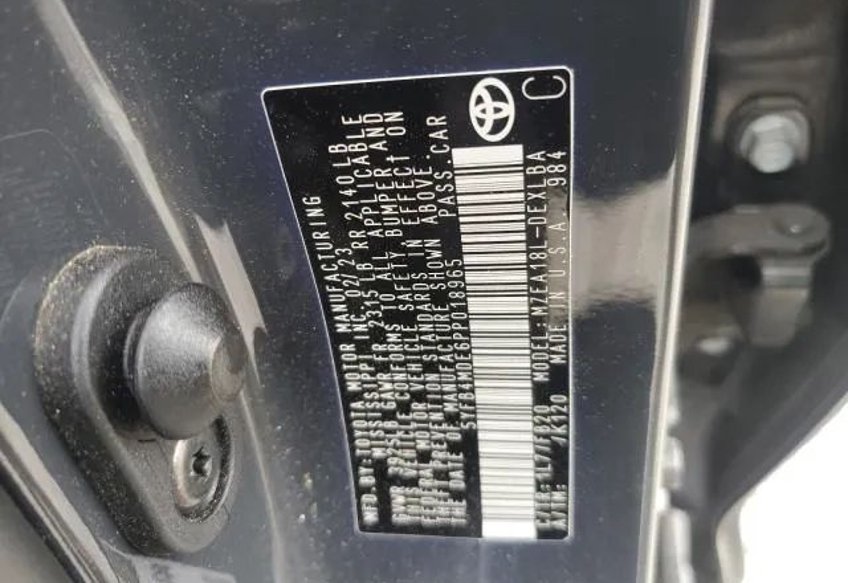 MFD.BY:TOYOTA MOTOR MANUFACTURING
MISSISSIPPI INC. 02/23
GVWR 3925LB GAWR FR 2315 LB RR 2140 LB
THIS VEHICLE CONFORMS TO ALL APPLICABLE
FEDERAL MOTOR VEHICLE SAFETY BUMPER AND
THEFT PREVENTION STANDARDS IN EFFECT ON
THE DATE OF MANUFACTURE SHOWN ABOVE.
5YFB4MDE6PP018965 PASS.CAR
C/TR: 1L7/FB20 MODEL:MZEA18L-DEXLBA
A/TM: -/K120 MADE IN U.S.A. 984
C